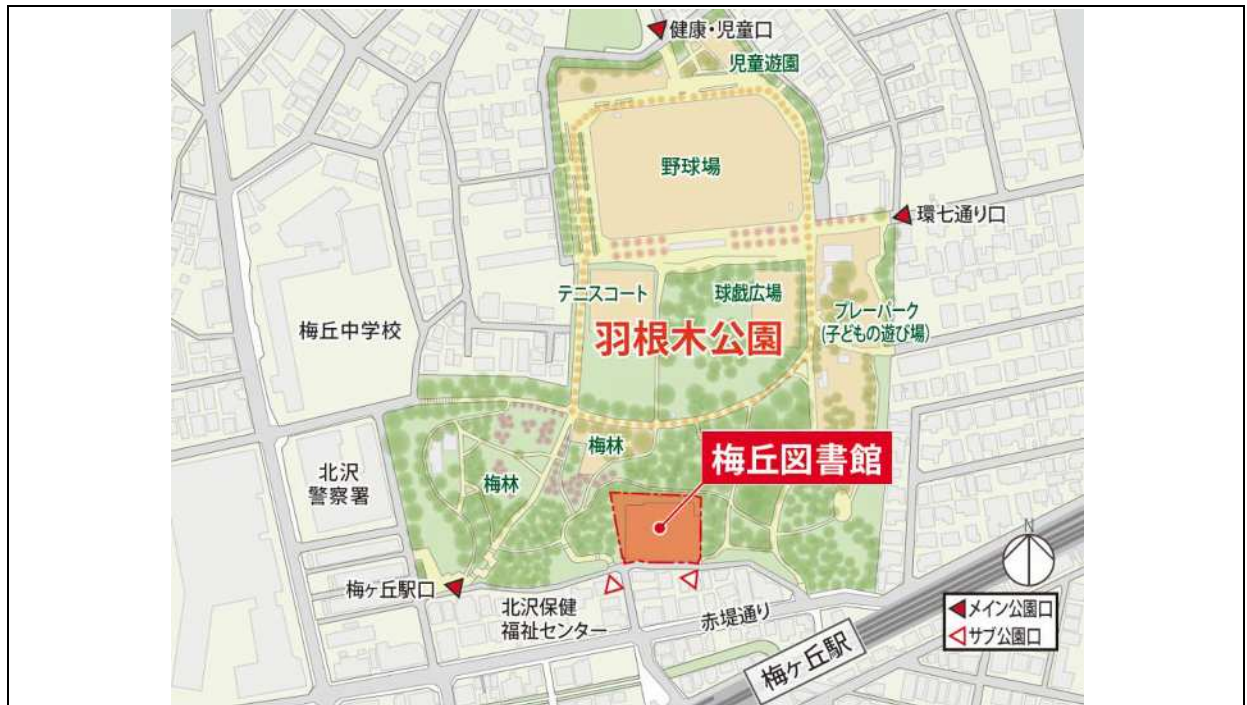 健康・児童口
児童遊園
野球場
環七通り口
テニスコート
球戯広場
プレーパーク
(子どもの遊び場)
梅丘中学校
羽根木公園
梅林
梅丘図書館
北沢
警察署
梅林
N
梅ヶ丘駅口
北沢保健
福祉センター
赤堤通り
メイン公園口
サブ公園口
梅ヶ丘駅